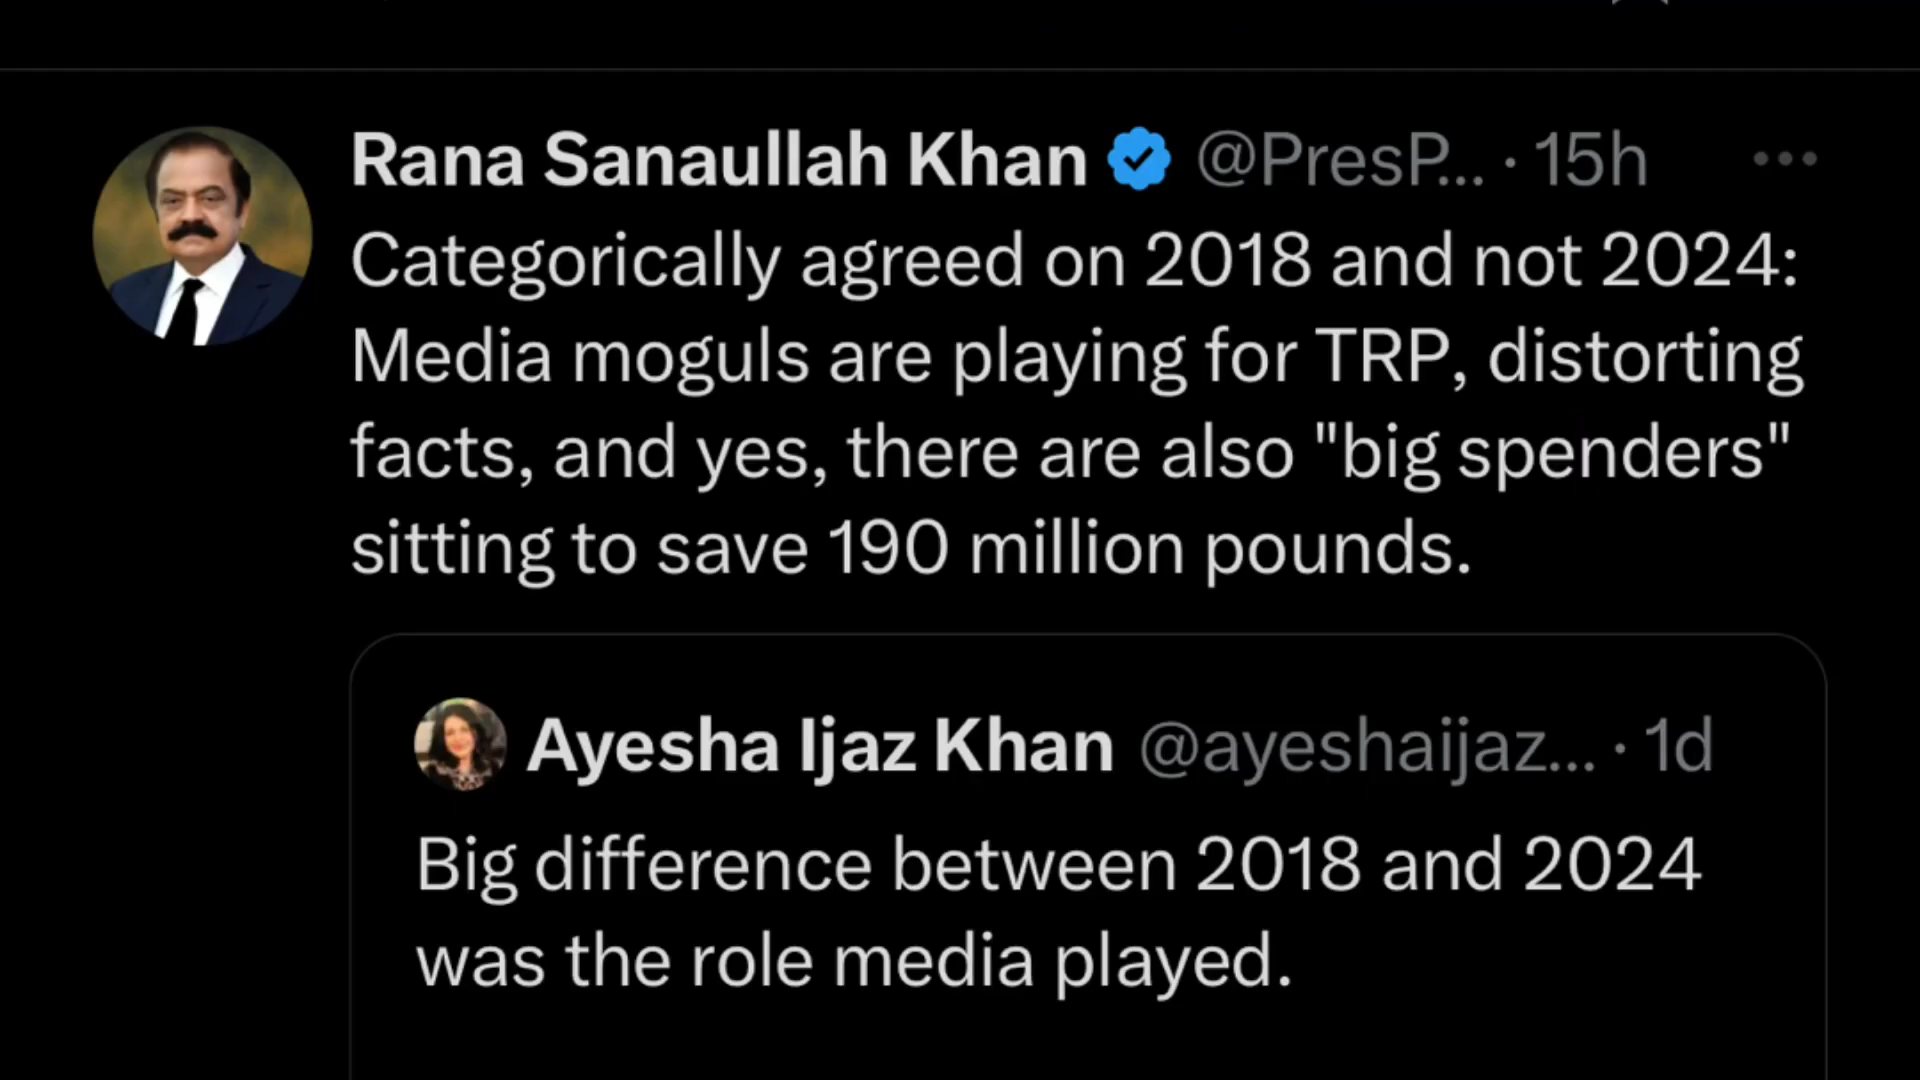 Rana Sanaullah Khan @PresP... · 15h
Categorically agreed on 2018 and not 2024:
Media moguls are playing for TRP, distorting
facts, and yes, there are also "big spenders"
sitting to save 190 million pounds.
Ayesha Ijaz Khan @ayeshaijaz... · 1d
Big difference between 2018 and 2024
was the role media played.